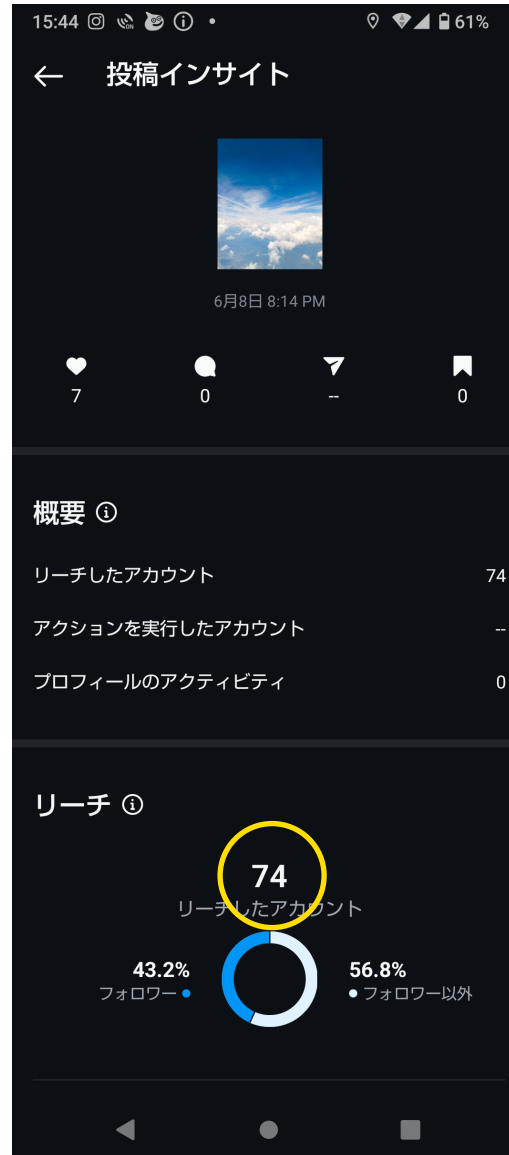 15:44 61%
投稿インサイト
6月8日 8:14 PM
7 0 -- 0
概要
リーチしたアカウント 74
アクションを実行したアカウント --
プロフィールのアクティビティ 0
リーチ
74
リーチしたアカウント
43.2% 56.8%
フォロワー フォロワー以外